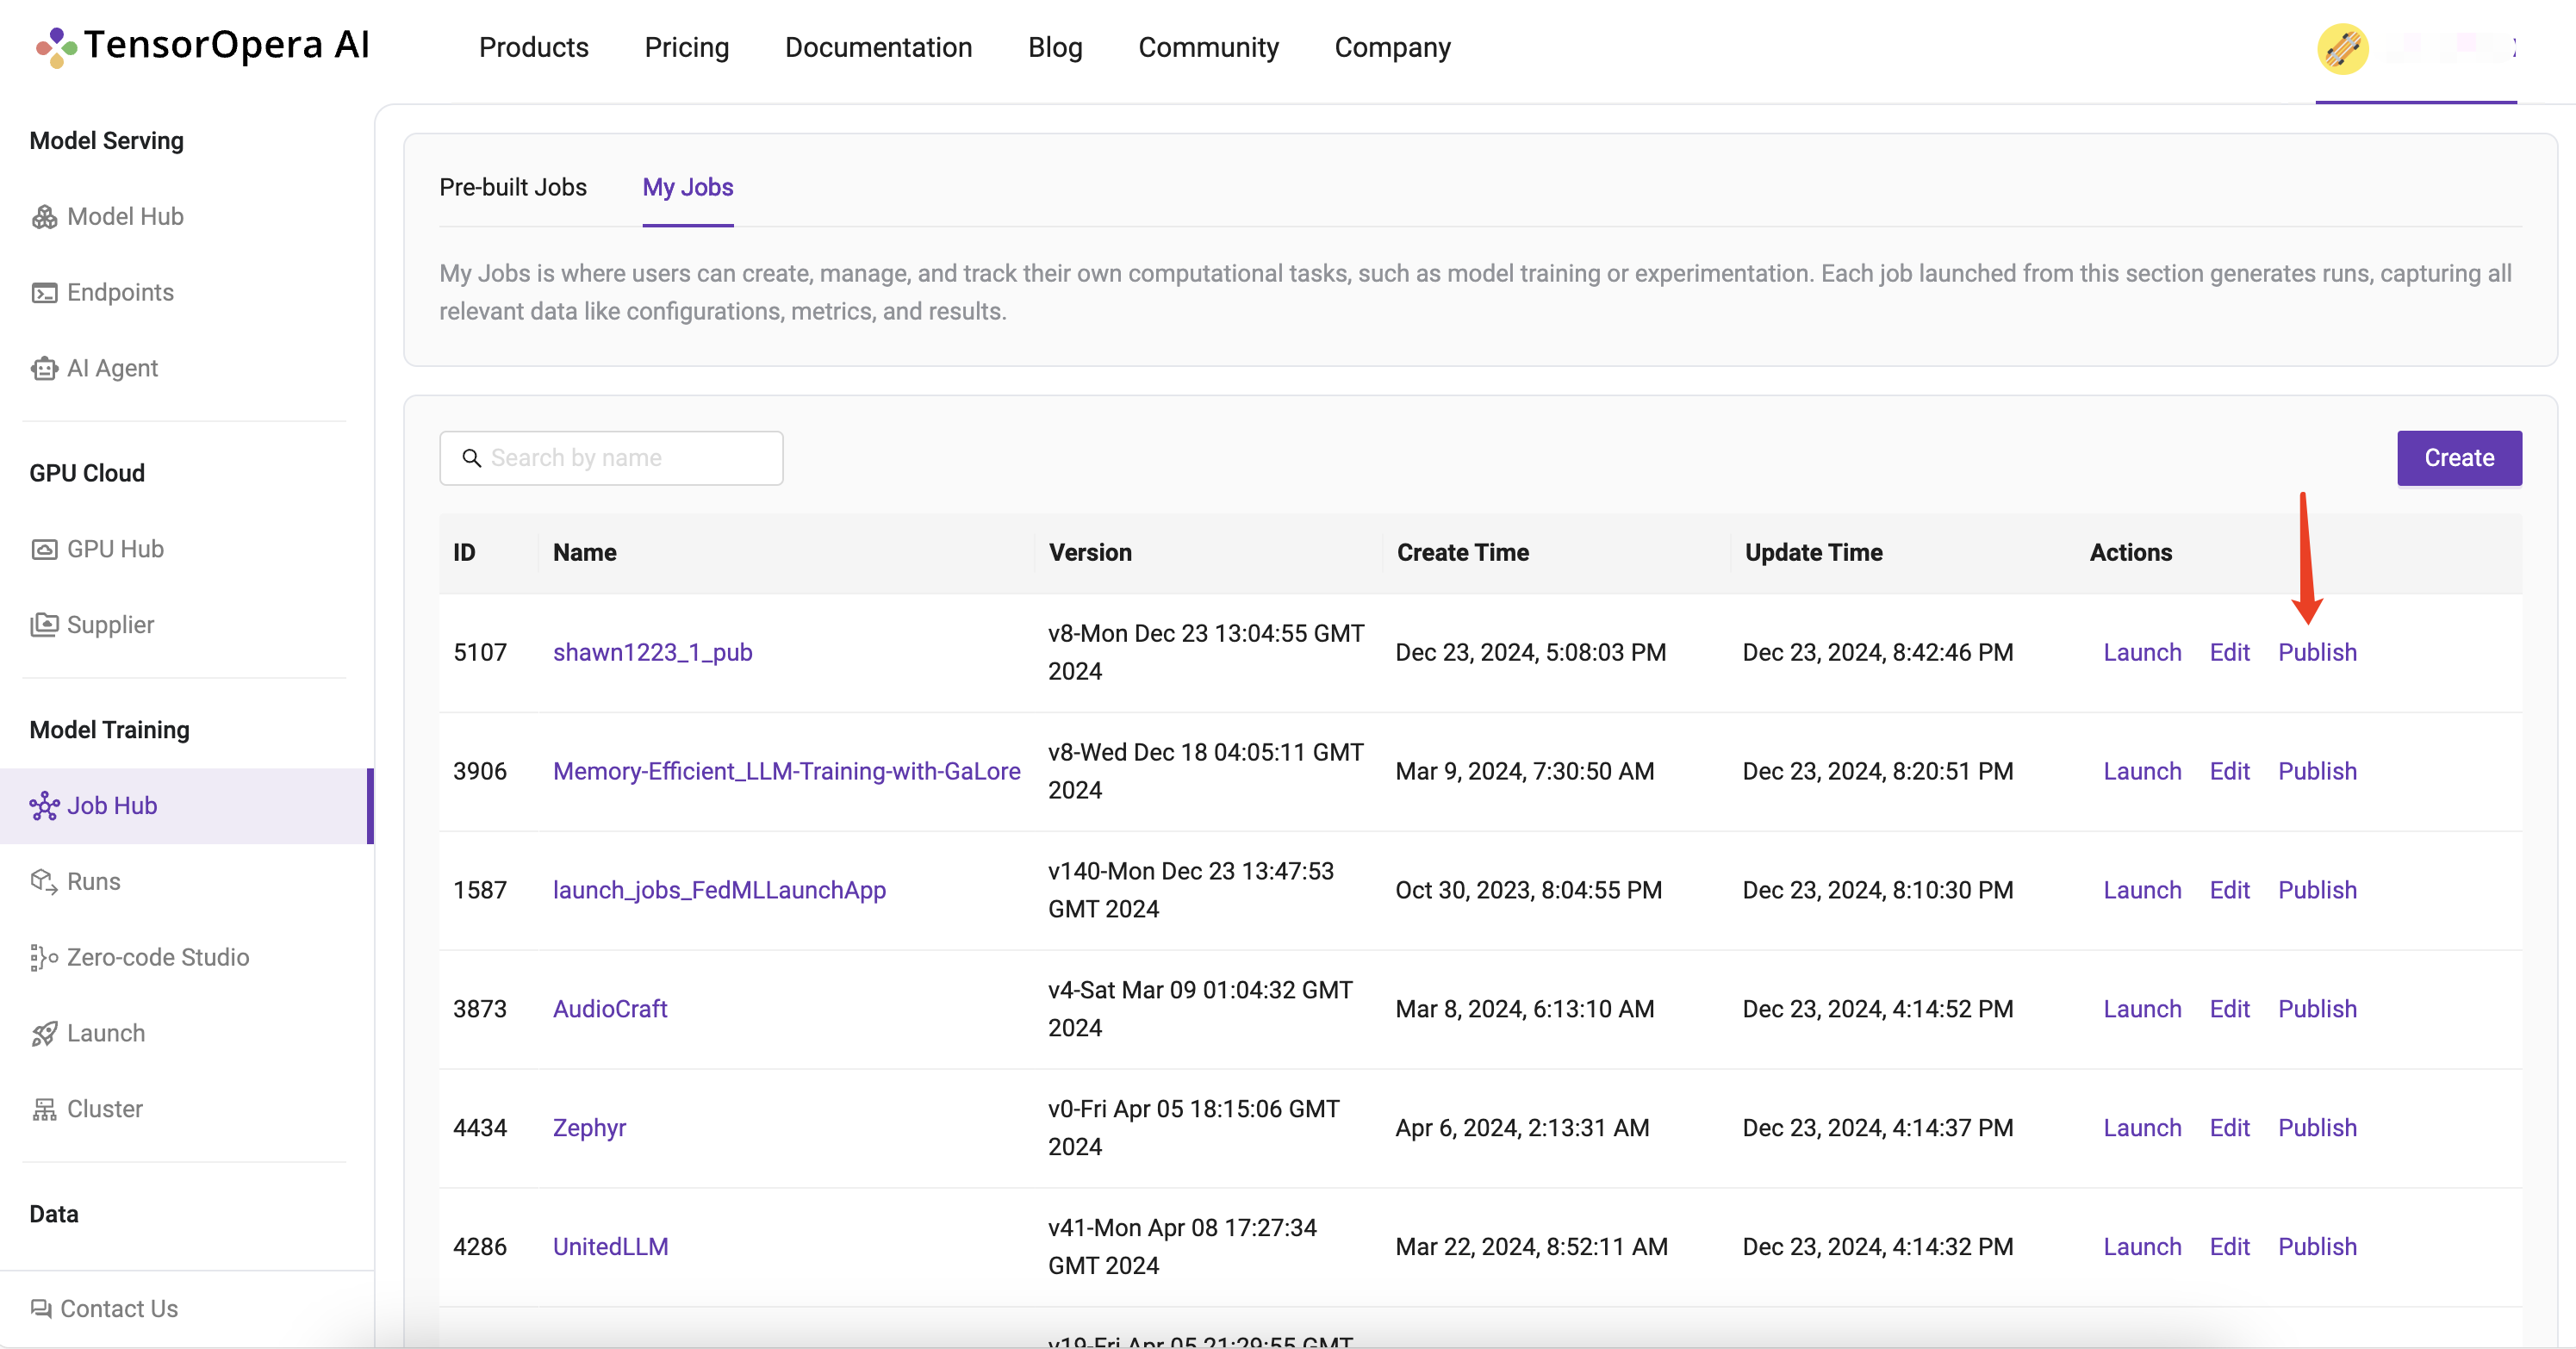 TensorOpera AI
Products Pricing Documentation Blog Community Company
Model Serving
Model Hub
Endpoints
AI Agent
GPU Cloud
GPU Hub
Supplier
Model Training
Job Hub
Runs
Zero-code Studio
Launch
Cluster
Data
Contact Us
Pre-built Jobs My Jobs
My Jobs is where users can create, manage, and track their own computational tasks, such as model training or experimentation. Each job launched from this section generates runs, capturing all
relevant data like configurations, metrics, and results.
Search by name
Create
ID Name Version Create Time Update Time Actions
5107 shawn1223_1_pub v8-Mon Dec 23 13:04:55 GMT
2024 Dec 23, 2024, 5:08:03 PM Dec 23, 2024, 8:42:46 PM Launch Edit Publish
3906 Memory-Efficient_LLM-Training-with-GaLore v8-Wed Dec 18 04:05:11 GMT
2024 Mar 9, 2024, 7:30:50 AM Dec 23, 2024, 8:20:51 PM Launch Edit Publish
1587 launch_jobs_FedMLLaunchApp v140-Mon Dec 23 13:47:53
GMT 2024 Oct 30, 2023, 8:04:55 PM Dec 23, 2024, 8:10:30 PM Launch Edit Publish
3873 AudioCraft v4-Sat Mar 09 01:04:32 GMT
2024 Mar 8, 2024, 6:13:10 AM Dec 23, 2024, 4:14:52 PM Launch Edit Publish
4434 Zephyr v0-Fri Apr 05 18:15:06 GMT
2024 Apr 6, 2024, 2:13:31 AM Dec 23, 2024, 4:14:37 PM Launch Edit Publish
4286 UnitedLLM v41-Mon Apr 08 17:27:34
GMT 2024 Mar 22, 2024, 8:52:11 AM Dec 23, 2024, 4:14:32 PM Launch Edit Publish
v19-Fri Apr 05 21:29:55 GMT